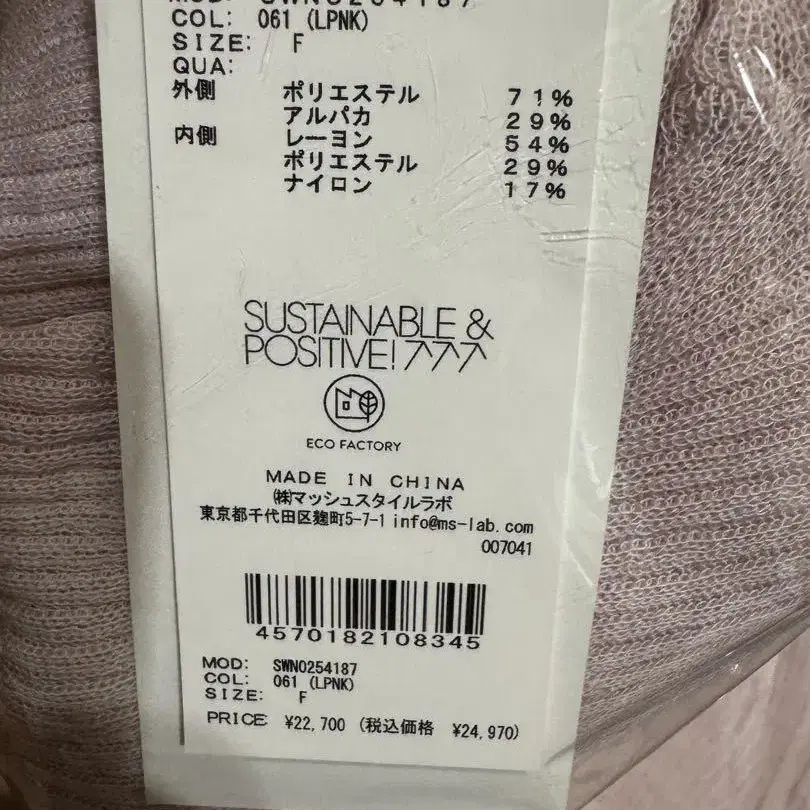 MOD: SWNO254187
COL: 061 (LPNK)
SIZE: F
QUA:
外側 ポリエステル 71%
アルパカ 29%
内側 レーヨン 54%
ポリエステル 29%
ナイロン 17%
SUSTAINABLE &
POSITIVE!
ECO FACTORY
MADE IN CHINA
㈱マッシュスタイルラボ
東京都千代田区麹町5-7-1 info@ms-lab.com
007041
4570182108345
MOD: SWNO254187
COL: 061 (LPNK)
SIZE: F
PRICE: ¥22,700 (税込価格 ¥24,970)